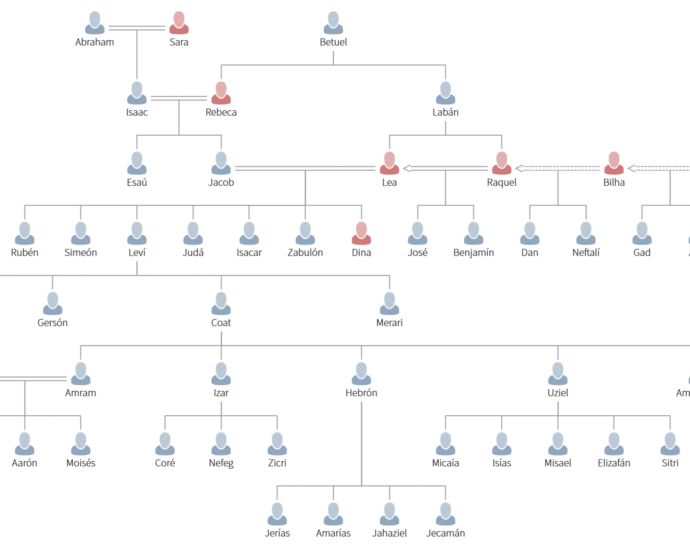 Abraham
Sara
Betuel
Isaac
Rebeca
Labán
Esaú
Jacob
Lea
Raquel
Bilha
Rubén
Simeón
Leví
Judá
Isacar
Zabulón
Dina
José
Benjamín
Dan
Neftalí
Gad
Gersón
Coat
Merari
Amram
Izar
Hebrón
Uziel
Am
Aarón
Moisés
Coré
Nefeg
Zicri
Micaía
Isías
Misael
Elizafán
Sitri
Jerías
Amarías
Jahaziel
Jecamán